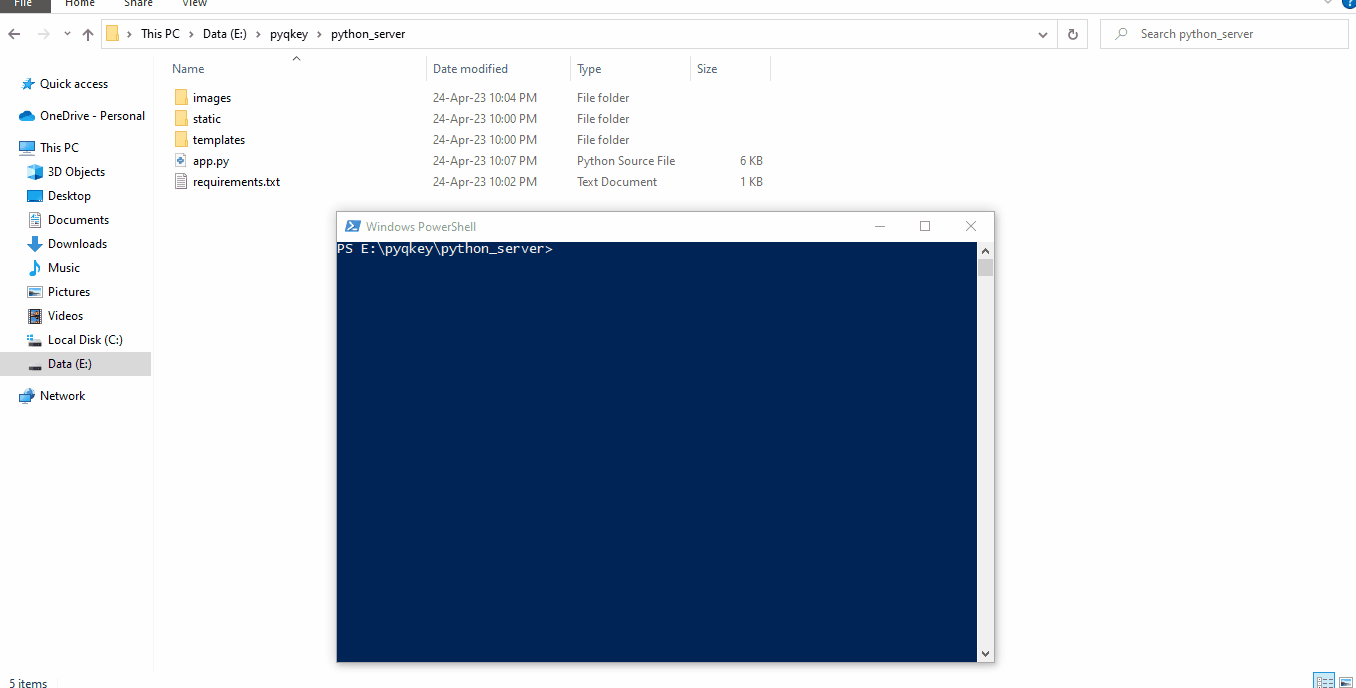 File Home Share View
This PC Data (E:) pyqkey python_server Search python_server
Name Date modified Type Size
Quick access
OneDrive - Personal
This PC
3D Objects
Desktop
Documents
Downloads
Music
Pictures
Videos
Local Disk (C:)
Data (E:)
Network
images 24-Apr-23 10:04 PM File folder
static 24-Apr-23 10:00 PM File folder
templates 24-Apr-23 10:00 PM File folder
app.py 24-Apr-23 10:07 PM Python Source File 6 KB
requirements.txt 24-Apr-23 10:02 PM Text Document 1 KB
Windows PowerShell
PS E:\pyqkey\python_server>
5 items